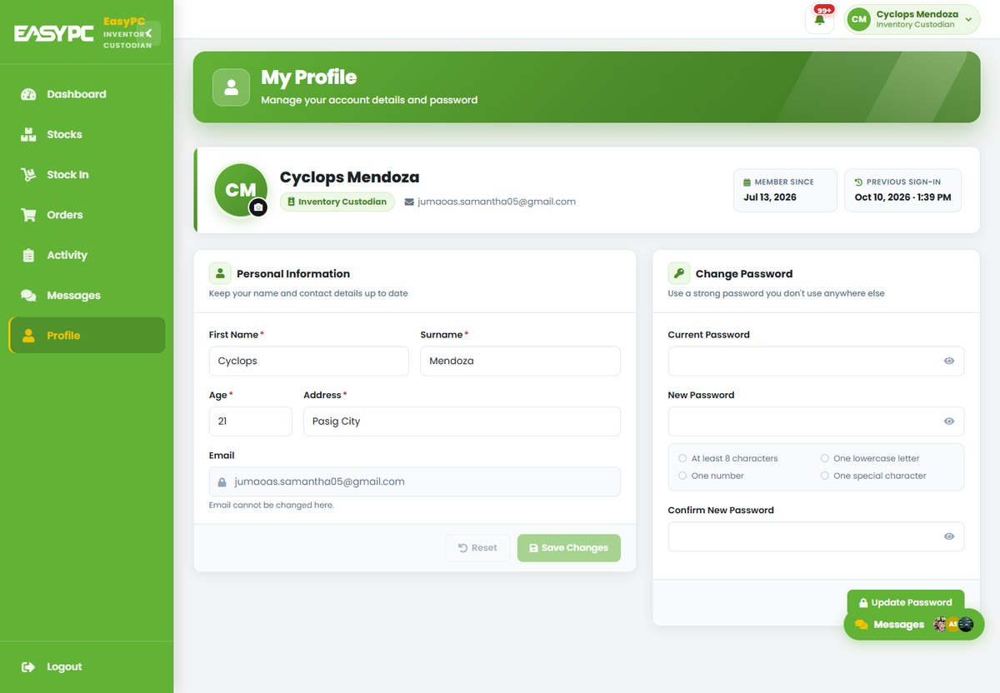 EASYPC
EasyPC
INVENTORY
CUSTODIAN
Dashboard
Stocks
Stock In
Orders
Activity
Messages
Profile
Logout
99+
CM
Cyclops Mendoza
Inventory Custodian
My Profile
Manage your account details and password
CM
Cyclops Mendoza
Inventory Custodian
jumaoas.samantha05@gmail.com
MEMBER SINCE
Jul 13, 2026
PREVIOUS SIGN-IN
Oct 10, 2026 · 1:39 PM
Personal Information
Keep your name and contact details up to date
First Name *
Surname *
Cyclops
Mendoza
Age *
Address *
21
Pasig City
Email
jumaoas.samantha05@gmail.com
Email cannot be changed here.
Reset
Save Changes
Change Password
Use a strong password you don't use anywhere else
Current Password
New Password
At least 8 characters
One lowercase letter
One number
One special character
Confirm New Password
Update Password
Messages
AS